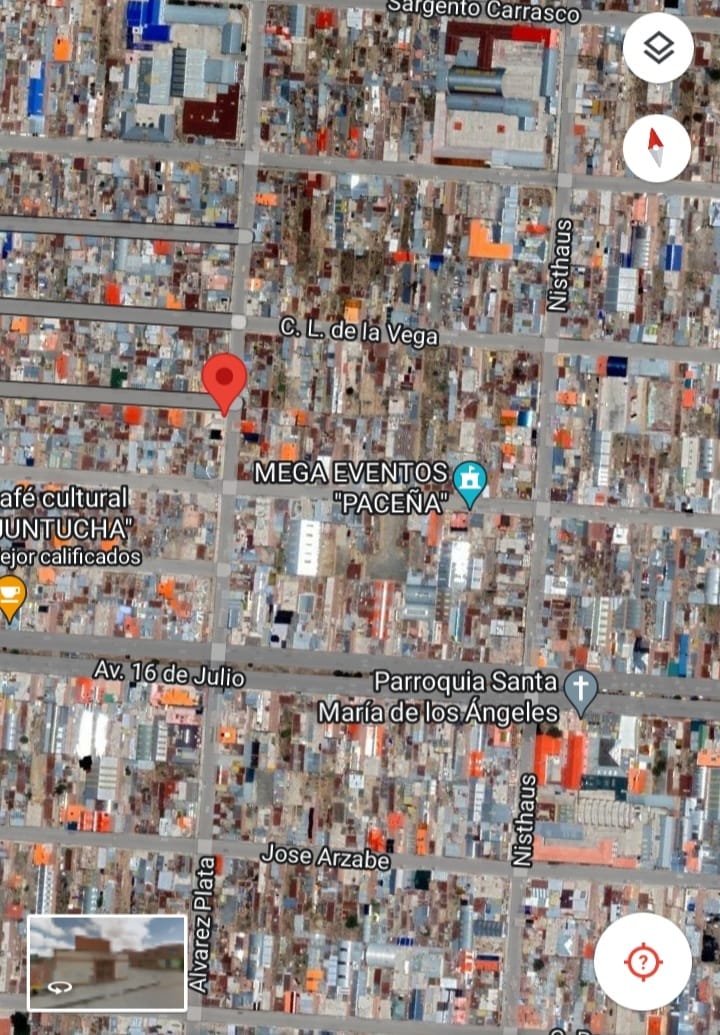 Sargento Carrasco
Nisthaus
C. L. de la Vega
MEGA EVENTOS
"PACEÑA"
afé cultural
JUNTUCHA"
ejor calificados
Av. 16 de Julio
Parroquia Santa
María de los Ángeles
Nisthaus
Jose Arzabe
Alvarez Plata
?